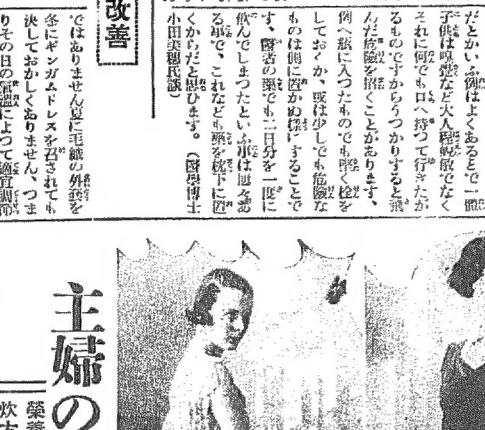 だとかいふ例はよくあるとで一體
子供は嗅覺など大人程鋭敏でなく
それに何でも口へ持つて行きたが
るものですからうつかりすると飛
んだ危險を招くことがあります、
例へ瓶に入つたものでも堅く栓を
しておくか、或は少しでも危險な
ものは側に置かぬ樣にすることで
す、醫者の藥でも二日分を一度に
飮んでしまつたといふ事は間々あ
る事で、これなども藥を枕下に置
くからだと思ひます。(醫學博士
小田美穗氏談)
改善
ではありません夏に毛織の外套を
冬にギンガムドレスを召されても
決しておかしくありません、つま
りその日の氣溫によつて適宜調節
主婦の
榮養
炊